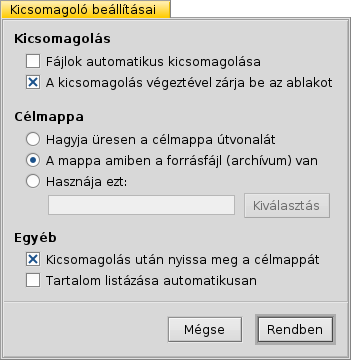 Kicsomagoló beállításai
Kicsomagolás
Fájlok automatikus kicsomagolása
A kicsomagolás végeztével zárja be az ablakot
Célmappa
Hagyja üresen a célmappa útvonalát
A mappa amiben a forrásfájl (archívum) van
Használja ezt:
Kiválasztás
Egyéb
Kicsomagolás után nyissa meg a célmappát
Tartalom listázása automatikusan
Mégse
Rendben